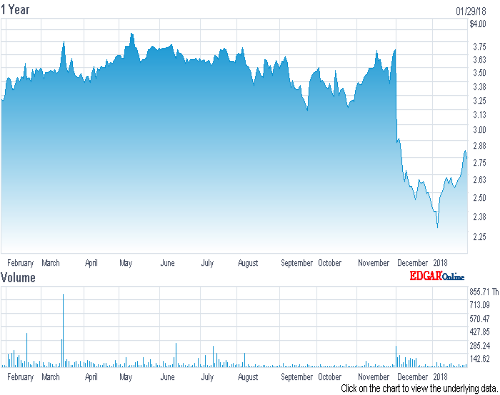 1 Year
01/29/18
$4.00
3.75
3.63
3.50
3.38
3.25
3.13
3.00
2.88
2.75
2.63
2.50
2.38
2.25
February March April May June July August September October November December 2018
EDGAROnline
Volume
855.71 Th
713.09
570.47
427.85
285.24
142.62
February March April May June July August September October November December 2018
Click on the chart to view the underlying data.